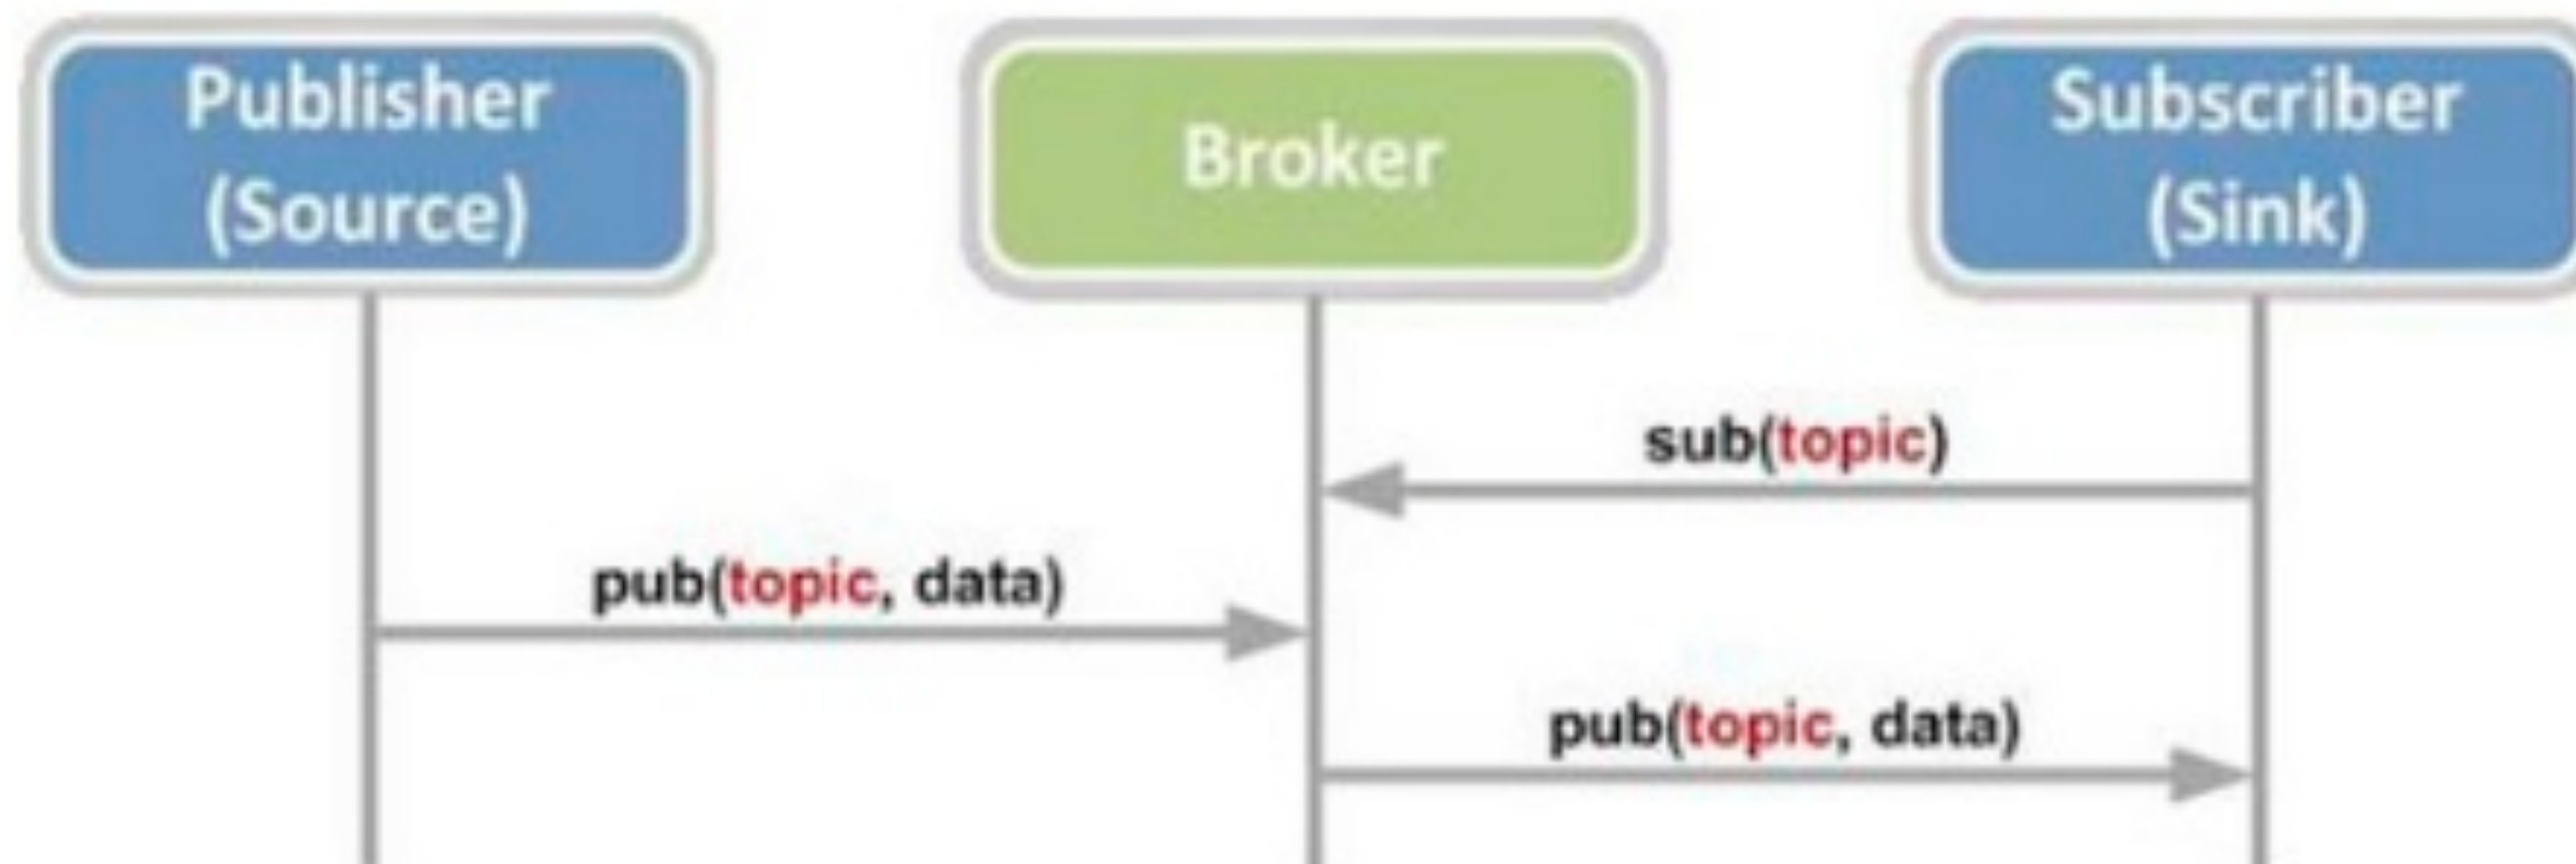 Publisher
(Source)
Broker
Subscriber
(Sink)
sub(topic)
pub(topic, data)
pub(topic, data)